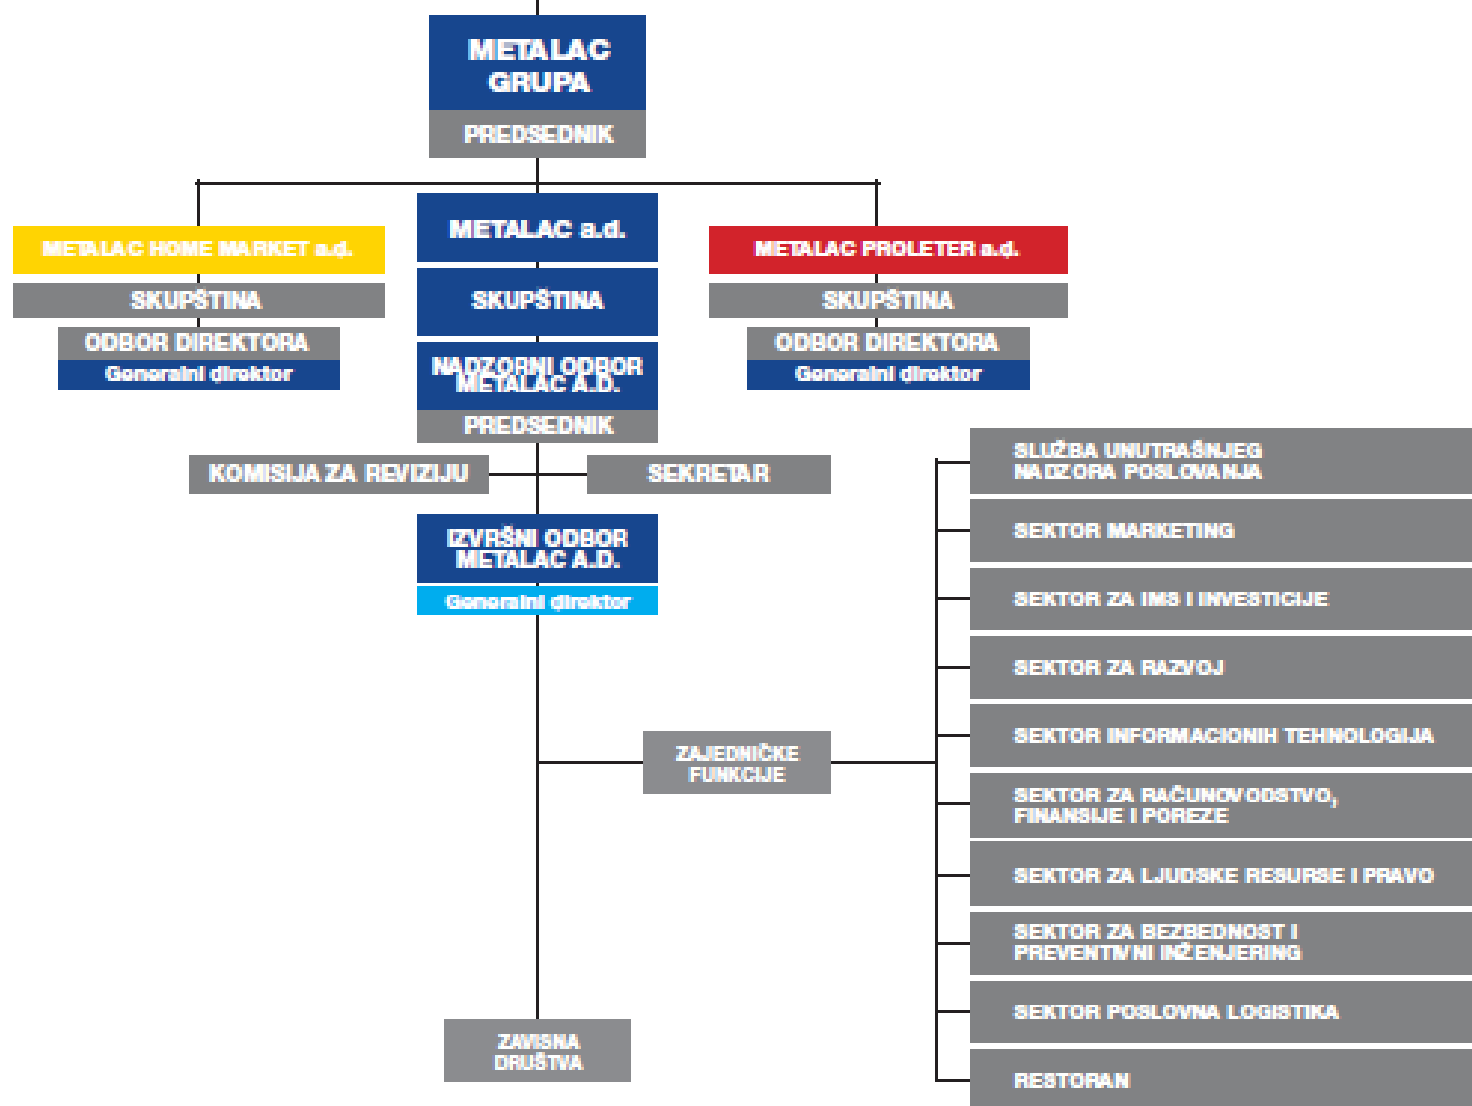 METALAC
GRUPA
PREDSEDNIK
METALAC HOME MARKET a.d.
SKUPŠTINA
ODBOR DIREKTORA
Generalni direktor
METALAC a.d.
SKUPŠTINA
NADZORNI ODBOR
METALAC A.D.
PREDSEDNIK
METALAC PROLETER a.d.
SKUPŠTINA
ODBOR DIREKTORA
Generalni direktor
KOMISIJA ZA REVIZIJU
SEKRETAR
IZVRŠNI ODBOR
METALAC A.D.
Generalni direktor
ZAJEDNIČKE
FUNKCIJE
SLUŽBA UNUTRAŠNJEG
NADZORA POSLOVANJA
SEKTOR MARKETING
SEKTOR ZA IMS I INVESTICIJE
SEKTOR ZA RAZVOJ
SEKTOR INFORMACIONIH TEHNOLOGIJA
SEKTOR ZA RAČUNOVODSTVO,
FINANSIJE I POREZE
SEKTOR ZA LJUDSKE RESURSE I PRAVO
SEKTOR ZA BEZBEDNOST I
PREVENTIVNI INŽENJERING
SEKTOR POSLOVNA LOGISTIKA
RESTORAN
ZAVISNA
DRUŠTVA